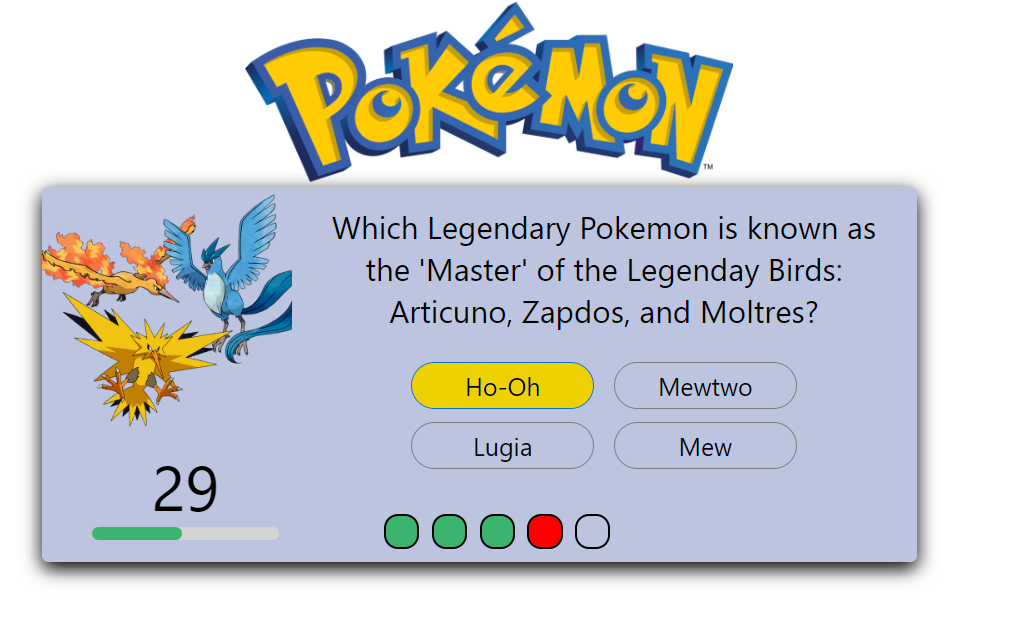 POKéMON
TM
Which Legendary Pokemon is known as
the 'Master' of the Legenday Birds:
Articuno, Zapdos, and Moltres?
Ho-Oh
Mewtwo
Lugia
Mew
29